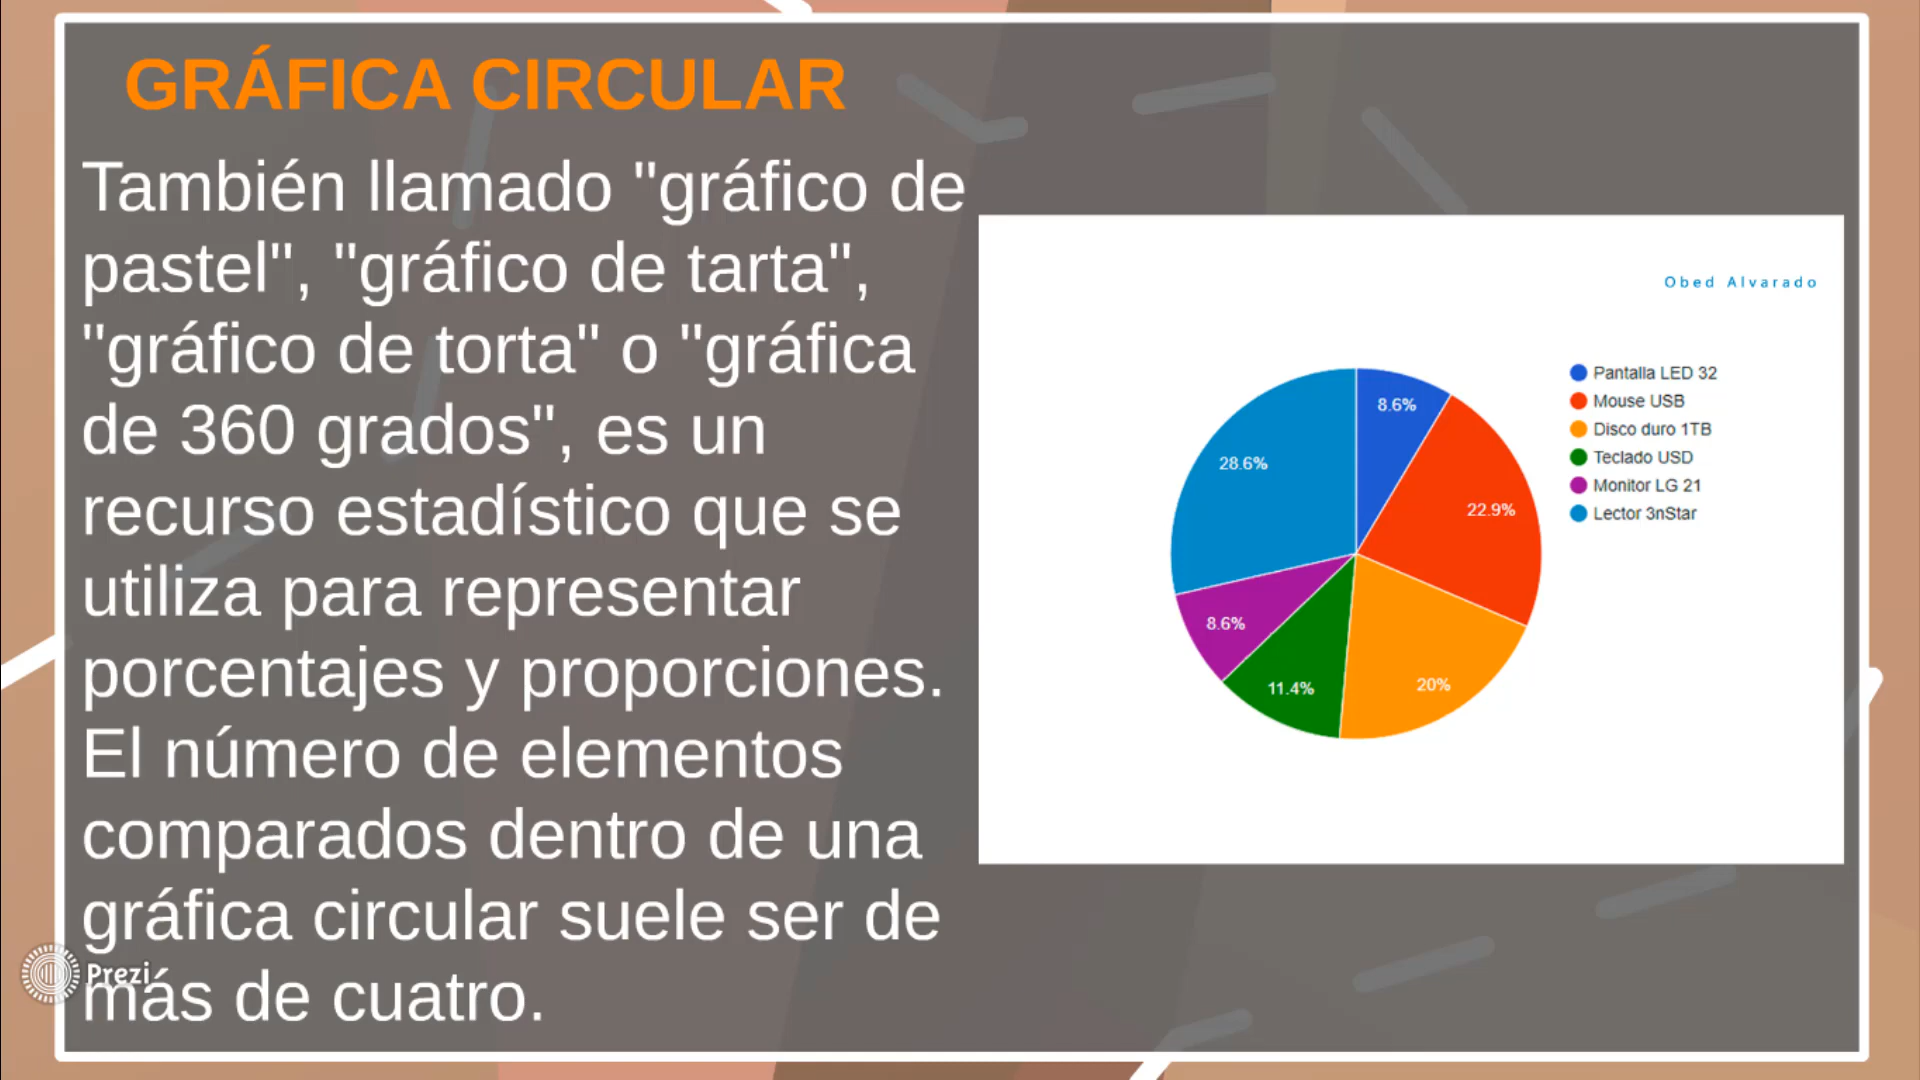 GRÁFICA CIRCULAR
También llamado "gráfico de
pastel", "gráfico de tarta",
"gráfico de torta" o "gráfica
de 360 grados", es un
recurso estadístico que se
utiliza para representar
porcentajes y proporciones.
El número de elementos
comparados dentro de una
gráfica circular suele ser de
más de cuatro.
Prezi
Obed Alvarado
Pantalla LED 32
Mouse USB
Disco duro 1TB
Teclado USD
Monitor LG 21
Lector 3nStar
8.6%
22.9%
20%
11.4%
8.6%
28.6%